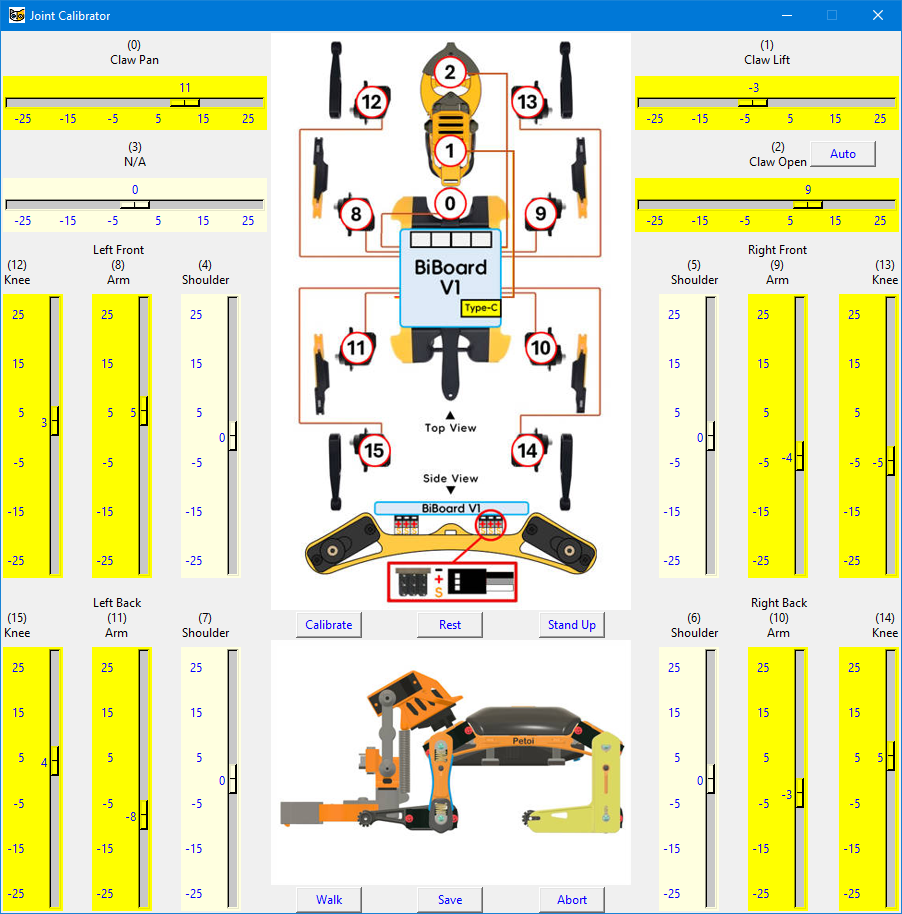 Joint Calibrator
(0)
Claw Pan
11
-25 -15 -5 5 15 25
(1)
Claw Lift
-3
-25 -15 -5 5 15 25
(3)
N/A
0
-25 -15 -5 5 15 25
(2)
Claw Open Auto
9
-25 -15 -5 5 15 25
Left Front
(12) (8) (4)
Knee Arm Shoulder
25 25 25
15 15 15
5 5 5
3 5 0
-5 -5 -5
-15 -15 -15
-25 -25 -25
2
12 13
1
8 0 9
BiBoard
V1
Type-C
11 10
Top View
15 14
Side View
BiBoard V1
-
+
S
Right Front
(5) (9) (13)
Shoulder Arm Knee
25 25 25
15 15 15
5 5 5
0 -4 -5
-5 -5 -5
-15 -15 -15
-25 -25 -25
Calibrate Rest Stand Up
Left Back
(15) (11) (7)
Knee Arm Shoulder
25 25 25
15 15 15
5 5 5
4 -8 0
-5 -5 -5
-15 -15 -15
-25 -25 -25
Petoi
Right Back
(6) (10) (14)
Shoulder Arm Knee
25 25 25
15 15 15
5 5 5
0 -3 5
-5 -5 -5
-15 -15 -15
-25 -25 -25
Walk Save Abort